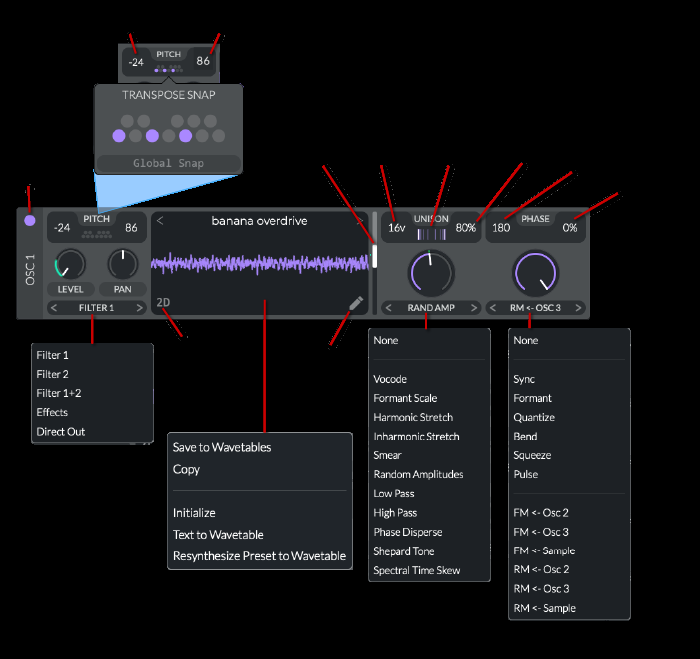 PITCH
-24 86
TRANSPOSE SNAP
Global Snap
OSC 1
-24 PITCH 86
LEVEL PAN
< FILTER 1 >
< banana overdrive >
2D
16v UNISON 80%
< RAND AMP >
180 PHASE 0%
< RM <- OSC 3 >
Filter 1
Filter 2
Filter 1+2
Effects
Direct Out
Save to Wavetables
Copy
Initialize
Text to Wavetable
Resynthesize Preset to Wavetable
None
Vocode
Formant Scale
Harmonic Stretch
Inharmonic Stretch
Smear
Random Amplitudes
Low Pass
High Pass
Phase Disperse
Shepard Tone
Spectral Time Skew
None
Sync
Formant
Quantize
Bend
Squeeze
Pulse
FM <- Osc 2
FM <- Osc 3
FM <- Sample
RM <- Osc 2
RM <- Osc 3
RM <- Sample